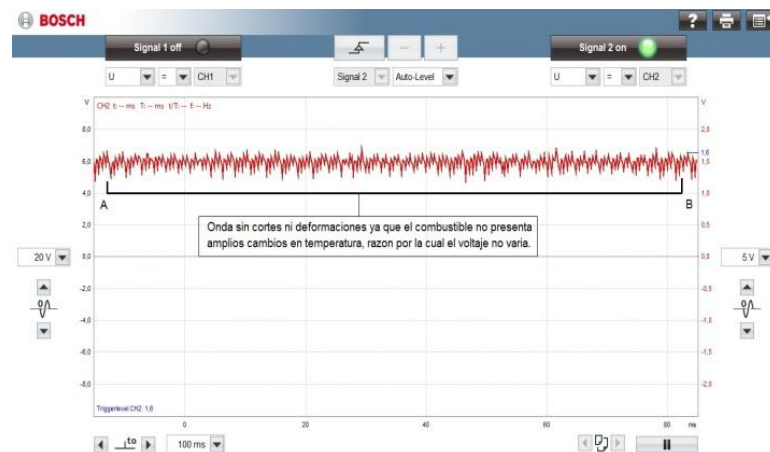 BOSCH
?
Signal 1 off
− +
Signal 2 on
U = CH1
Signal 2 Auto-Level
U = CH2
V CH2 t: -- ms T: -- ms t/T: -- f: -- Hz V
8,0 2,0
1,6
6,0 1,5
4,0 1,0
A B
Onda sin cortes ni deformaciones ya que el combustible no presenta
amplios cambios en temperatura, razon por la cual el voltaje no varia.
2,0 0,5
20 V 0,0 0,0 5 V
-2,0 -0,5
-4,0 -1,0
-6,0 -1,5
-8,0 -2,0
Triggerlevel CH2: 1,6
0 20 40 60 80 ms
to 100 ms